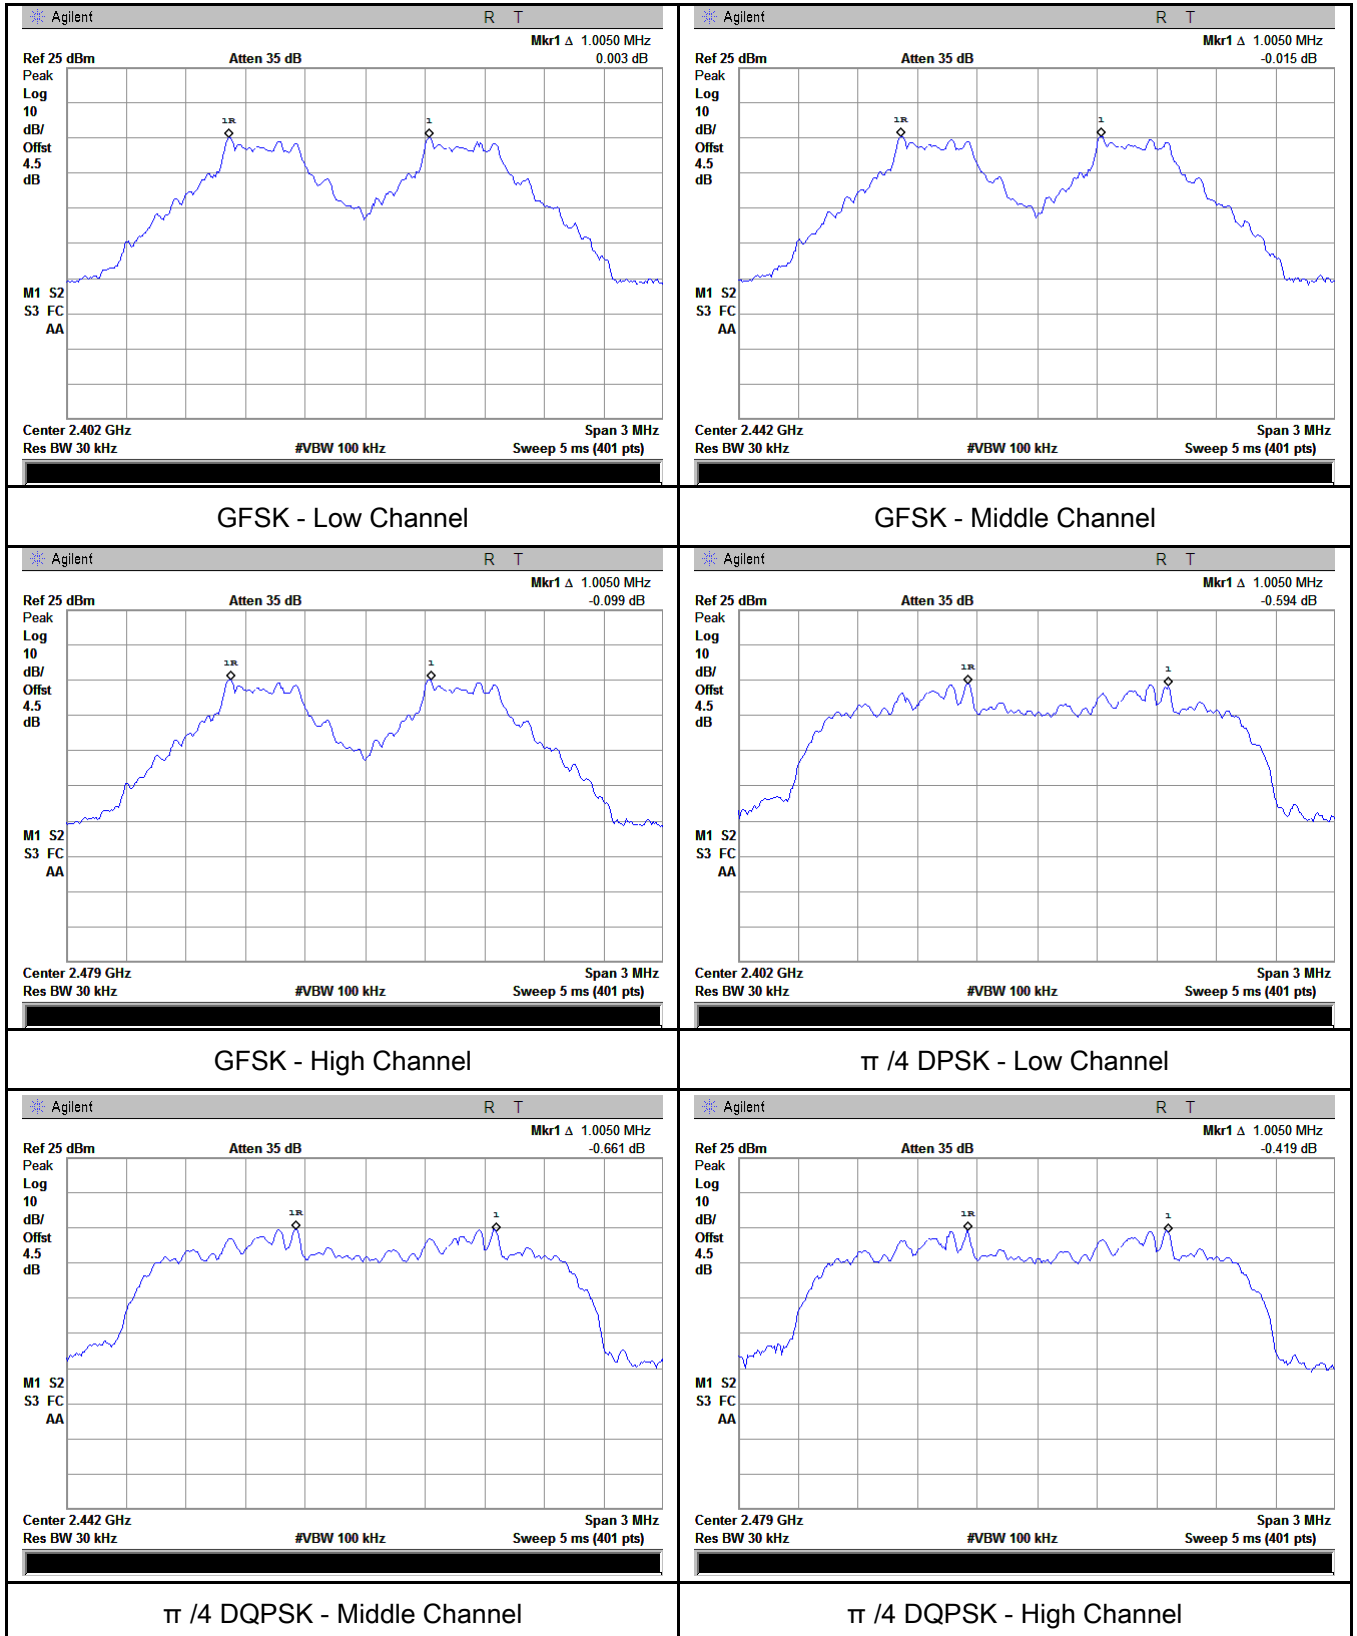 Agilent R T
Mkr1 Δ 1.0050 MHz
Ref 25 dBm Atten 35 dB 0.003 dB
Peak
Log
10
dB/
Offst
4.5
dB
1R 1
M1 S2
S3 FC
AA
Center 2.402 GHz Span 3 MHz
Res BW 30 kHz #VBW 100 kHz Sweep 5 ms (401 pts)
GFSK - Low Channel
Agilent R T
Mkr1 Δ 1.0050 MHz
Ref 25 dBm Atten 35 dB -0.015 dB
Peak
Log
10
dB/
Offst
4.5
dB
1R 1
M1 S2
S3 FC
AA
Center 2.442 GHz Span 3 MHz
Res BW 30 kHz #VBW 100 kHz Sweep 5 ms (401 pts)
GFSK - Middle Channel
Agilent R T
Mkr1 Δ 1.0050 MHz
Ref 25 dBm Atten 35 dB -0.099 dB
Peak
Log
10
dB/
Offst
4.5
dB
1R 1
M1 S2
S3 FC
AA
Center 2.479 GHz Span 3 MHz
Res BW 30 kHz #VBW 100 kHz Sweep 5 ms (401 pts)
GFSK - High Channel
Agilent R T
Mkr1 Δ 1.0050 MHz
Ref 25 dBm Atten 35 dB -0.594 dB
Peak
Log
10
dB/
Offst
4.5
dB
1R 1
M1 S2
S3 FC
AA
Center 2.402 GHz Span 3 MHz
Res BW 30 kHz #VBW 100 kHz Sweep 5 ms (401 pts)
π /4 DPSK - Low Channel
Agilent R T
Mkr1 Δ 1.0050 MHz
Ref 25 dBm Atten 35 dB -0.661 dB
Peak
Log
10
dB/
Offst
4.5
dB
1R 1
M1 S2
S3 FC
AA
Center 2.442 GHz Span 3 MHz
Res BW 30 kHz #VBW 100 kHz Sweep 5 ms (401 pts)
π /4 DQPSK - Middle Channel
Agilent R T
Mkr1 Δ 1.0050 MHz
Ref 25 dBm Atten 35 dB -0.419 dB
Peak
Log
10
dB/
Offst
4.5
dB
1R 1
M1 S2
S3 FC
AA
Center 2.479 GHz Span 3 MHz
Res BW 30 kHz #VBW 100 kHz Sweep 5 ms (401 pts)
π /4 DQPSK - High Channel